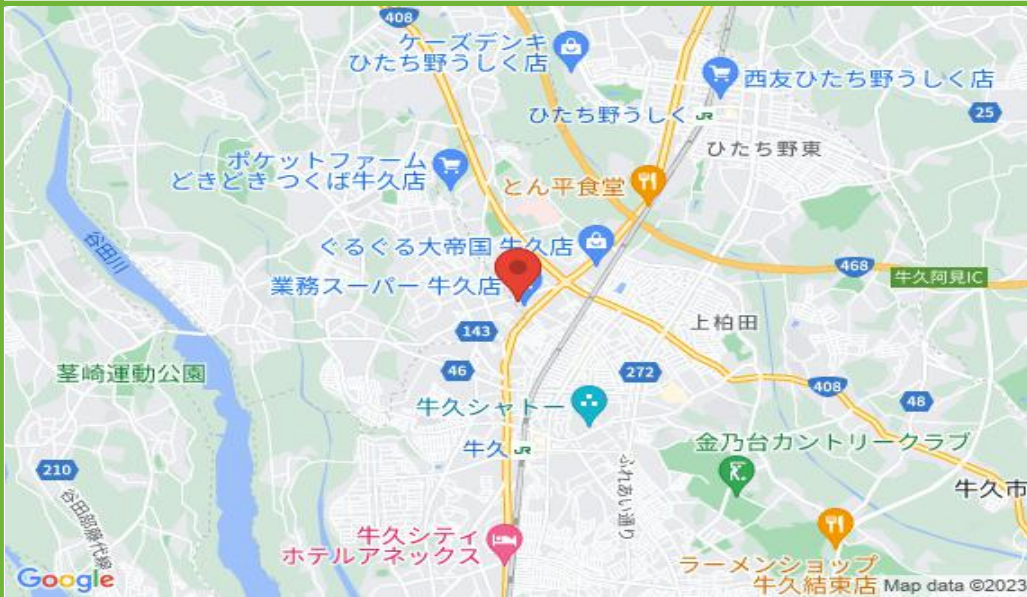 408
ケーズデンキ
ひたち野うしく店
西友ひたち野うしく店
ひたち野うしく
JR
25
ひたち野東
ポケットファーム
どきどき つくば牛久店
とん平食堂
谷田川
ぐるぐる大帝国 牛久店
業務スーパー 牛久店
468
牛久阿見IC
143
上柏田
46
茎崎運動公園
272
408
48
牛久シャトー
牛久
JR
金乃台カントリークラブ
210
ふれあい通り
牛久市
谷田部藤代線
牛久シティ
ホテルアネックス
ラーメンショップ
牛久結束店
Google
Map data ©2023